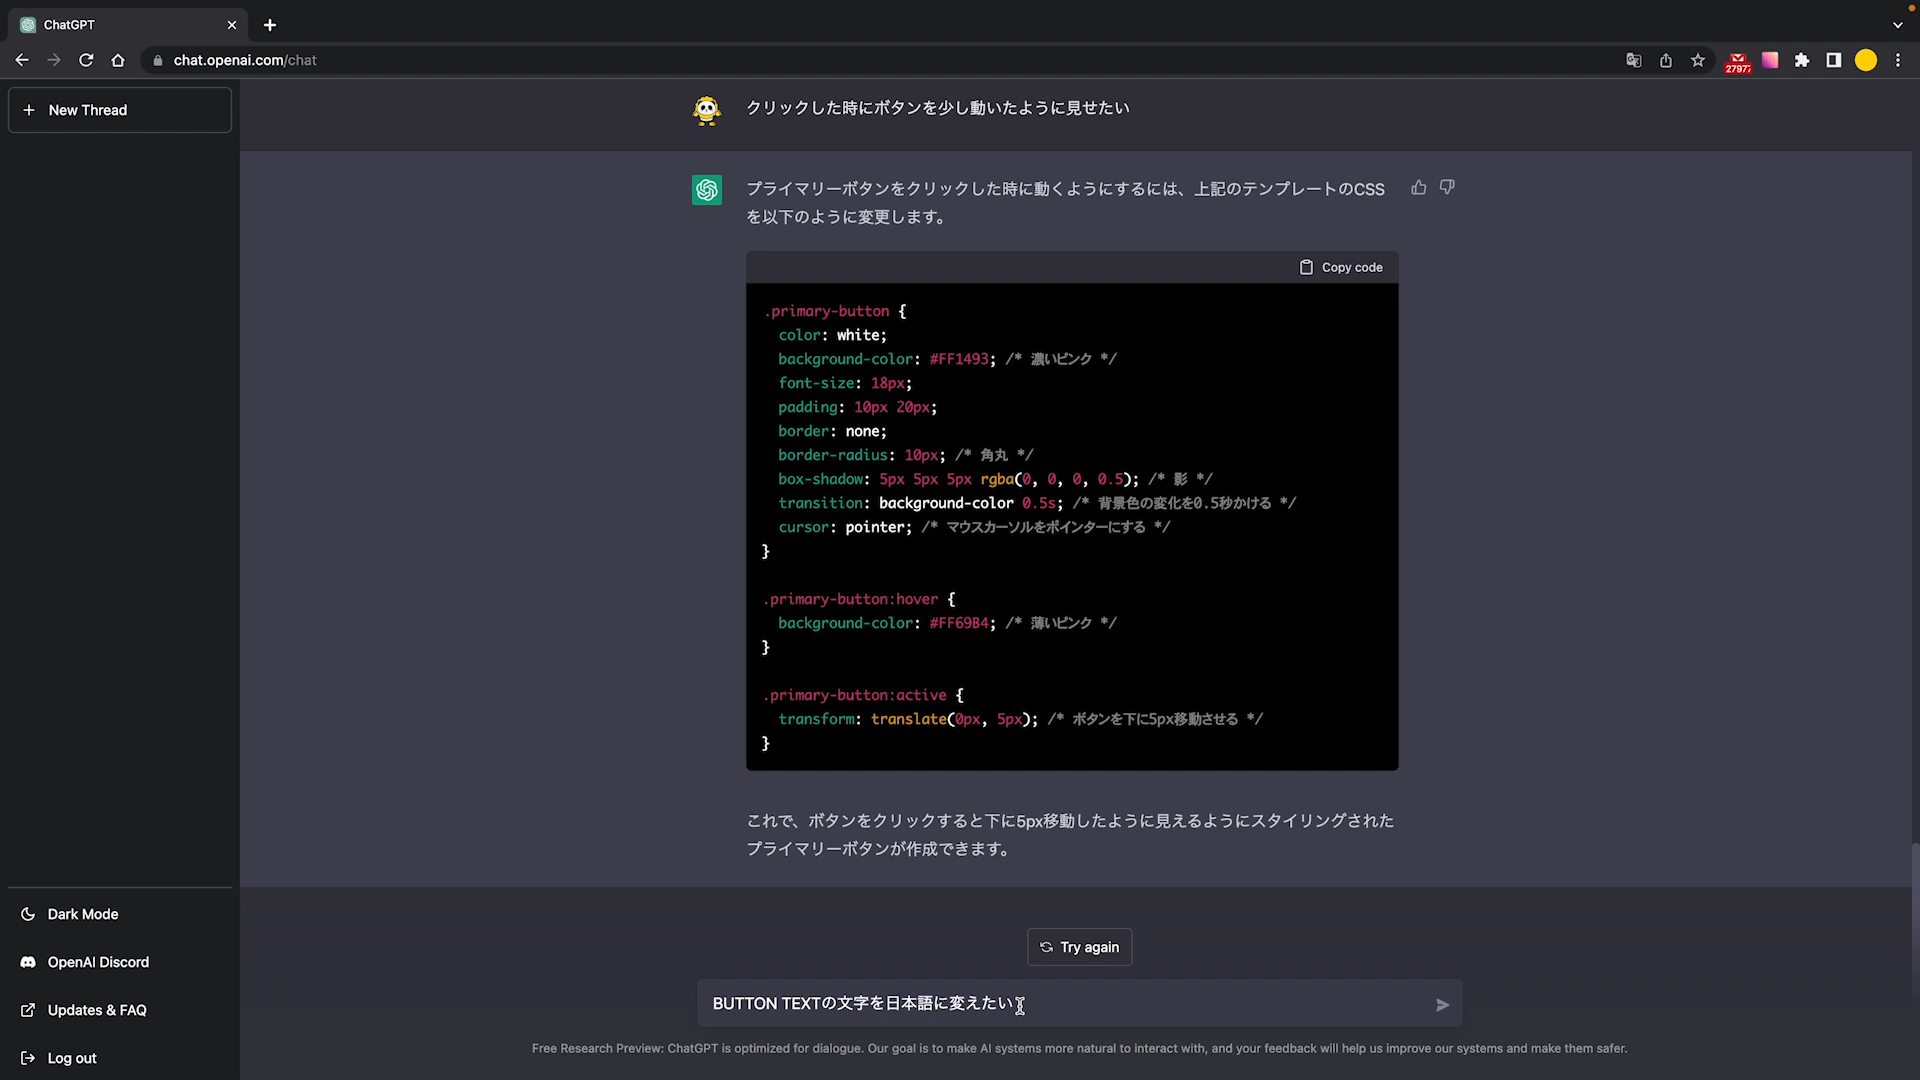 ChatGPT
chat.openai.com/chat
27977
New Thread
クリックした時にボタンを少し動いたように見せたい
プライマリーボタンをクリックした時に動くようにするには、上記のテンプレートのCSS
を以下のように変更します。
Copy code
.primary-button {
color: white;
background-color: #FF1493; /* 濃いピンク */
font-size: 18px;
padding: 10px 20px;
border: none;
border-radius: 10px; /* 角丸 */
box-shadow: 5px 5px 5px rgba(0, 0, 0, 0.5); /* 影 */
transition: background-color 0.5s; /* 背景色の変化を0.5秒かける */
cursor: pointer; /* マウスカーソルをポインターにする */
}
.primary-button:hover {
background-color: #FF69B4; /* 薄いピンク */
}
.primary-button:active {
transform: translate(0px, 5px); /* ボタンを下に5px移動させる */
}
これで、ボタンをクリックすると下に5px移動したように見えるようにスタイリングされた
プライマリーボタンが作成できます。
Dark Mode
OpenAI Discord
Updates & FAQ
Log out
Try again
BUTTON TEXTの文字を日本語に変えたい
Free Research Preview: ChatGPT is optimized for dialogue. Our goal is to make AI systems more natural to interact with, and your feedback will help us improve our systems and make them safer.